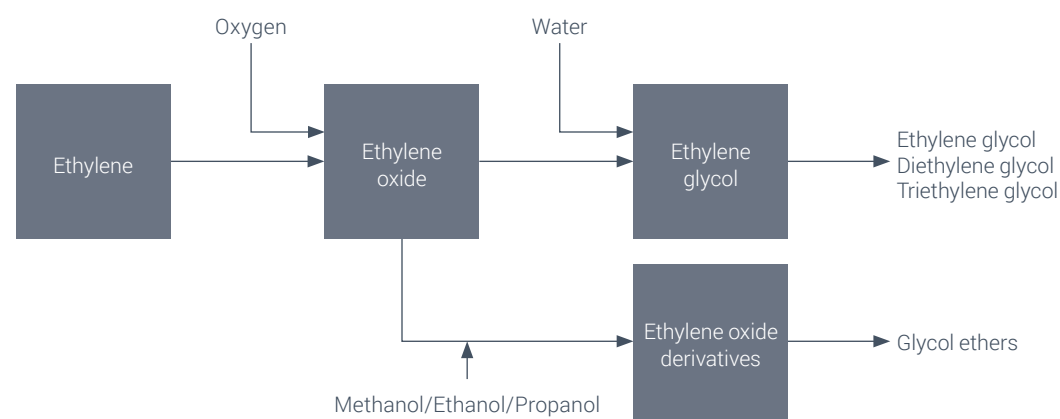 Oxygen
Water
Ethylene
Ethylene
oxide
Ethylene
glycol
Ethylene glycol
Diethylene glycol
Triethylene glycol
Ethylene oxide
derivatives
Glycol ethers
Methanol/Ethanol/Propanol